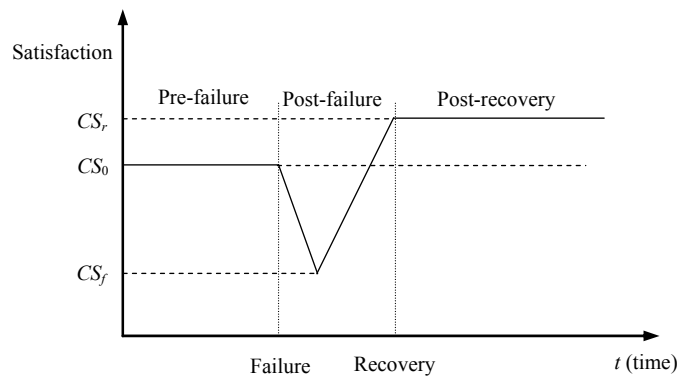 Satisfaction
Pre-failure Post-failure Post-recovery
CSr
CS0
CSf
Failure Recovery t (time)